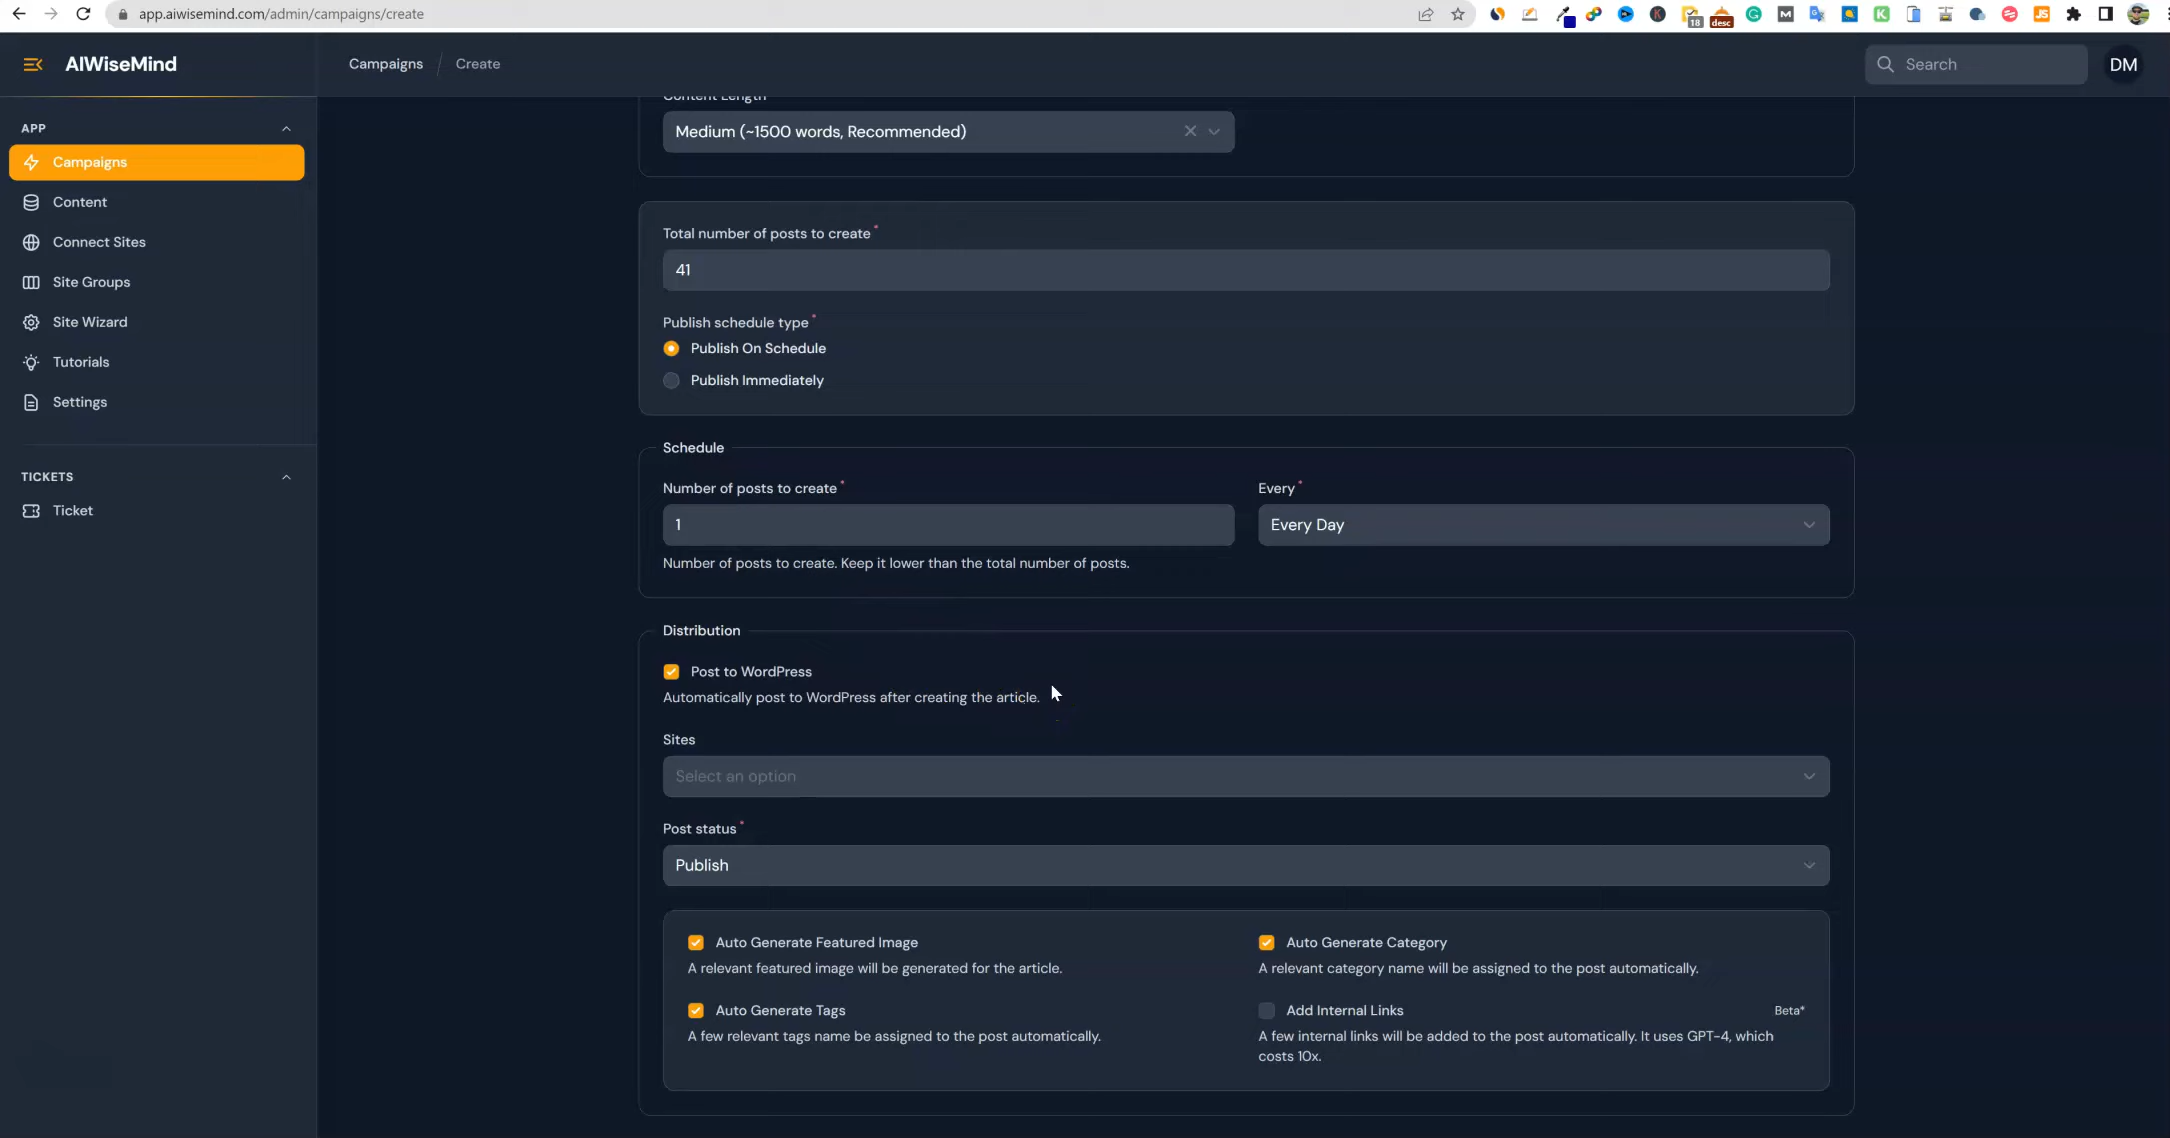 app.aiwisemind.com/admin/campaigns/create
18
desc
AIWiseMind
Campaigns
Create
Search
DM
APP
Campaigns
Content
Connect Sites
Site Groups
Site Wizard
Tutorials
Settings
TICKETS
Ticket
Content Length
Medium (~1500 words, Recommended)
Total number of posts to create*
41
Publish schedule type*
Publish On Schedule
Publish Immediately
Schedule
Number of posts to create*
1
Number of posts to create. Keep it lower than the total number of posts.
Every*
Every Day
Distribution
Post to WordPress
Automatically post to WordPress after creating the article.
Sites
Select an option
Post status*
Publish
Auto Generate Featured Image
A relevant featured image will be generated for the article.
Auto Generate Category
A relevant category name will be assigned to the post automatically.
Auto Generate Tags
A few relevant tags name be assigned to the post automatically.
Add Internal Links
Beta*
A few internal links will be added to the post automatically. It uses GPT-4, which
costs 10x.